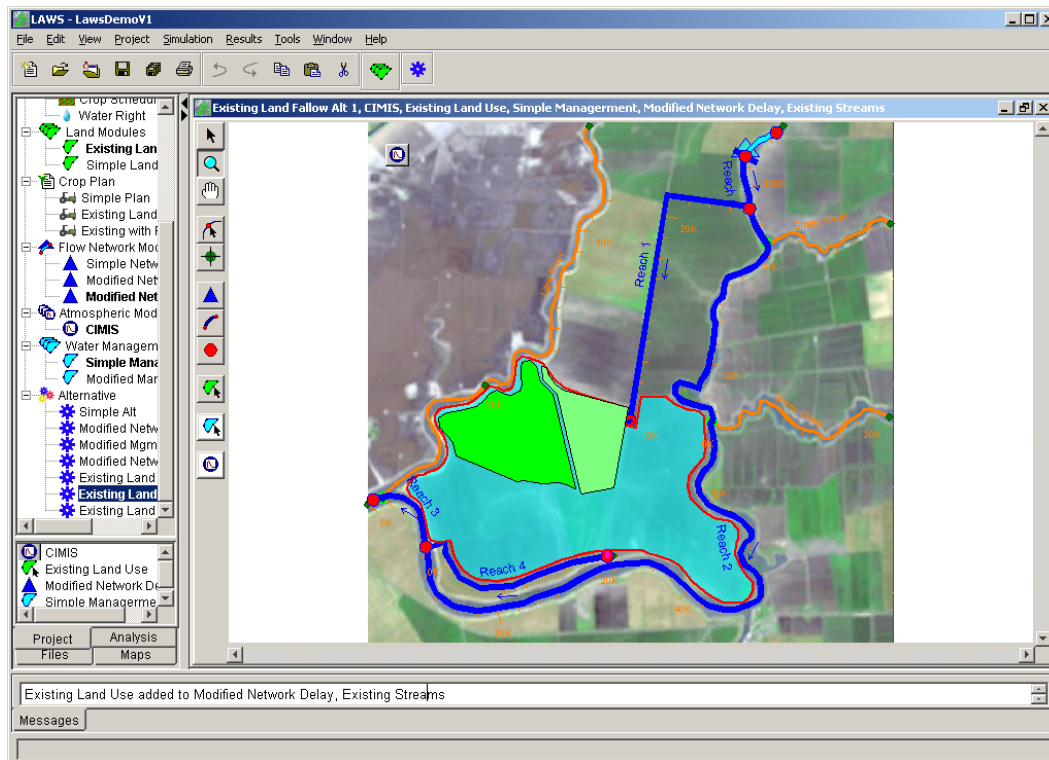 LAWS - LawsDemoV1
File Edit View Project Simulation Results Tools Window Help
Crop Schedul
Water Right
Land Modules
Existing Lan
Simple Land
Crop Plan
Simple Plan
Existing Land
Existing with F
Flow Network Mod
Simple Netw
Modified Net
Modified Net
Atmospheric Mod
CIMIS
Water Managem
Simple Mana
Modified Mar
Alternative
Simple Alt
Modified Netw
Modified Mgm
Modified Netw
Existing Land
Existing Land
Existing Land
CIMIS
Existing Land Use
Modified Network De
Simple Manageme
Project Analysis
Files Maps
Existing Land Fallow Alt 1, CIMIS, Existing Land Use, Simple Managerment, Modified Network Delay, Existing Streams
Reach
100K
20K
40K
Reach 1
0K
Reach 3
0K
0K
Reach 4
20K
Reach 2
40K
20K
Existing Land Use added to Modified Network Delay, Existing Streams
Messages